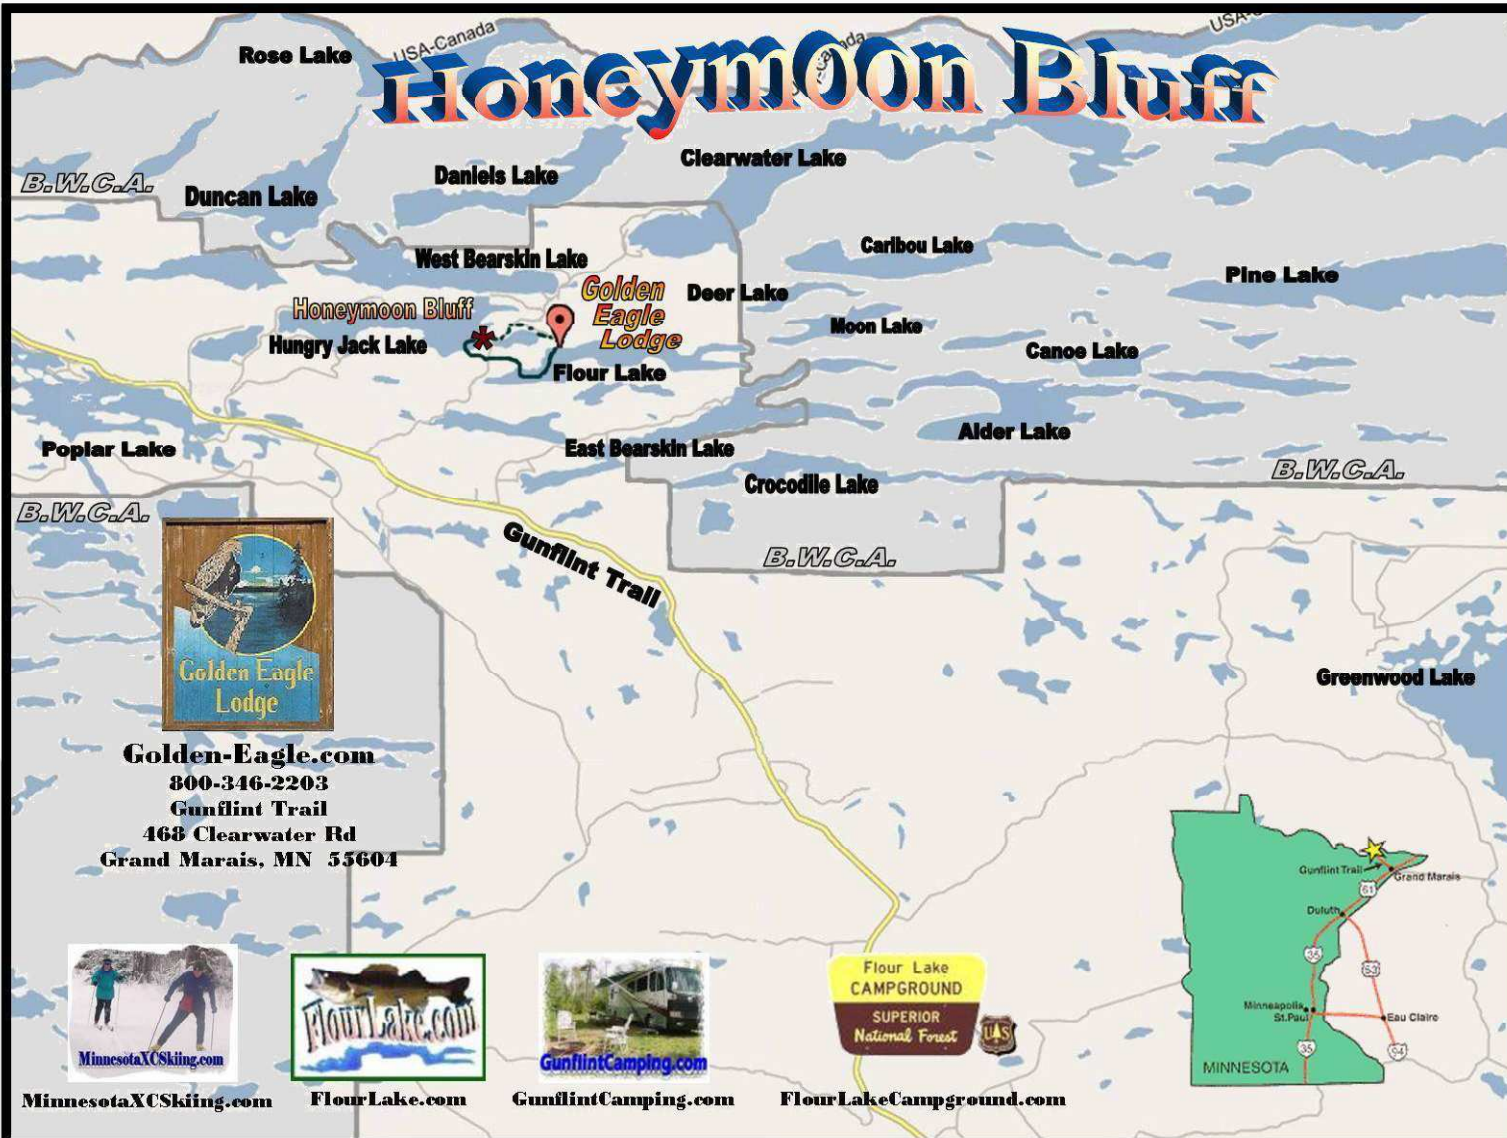 Rose Lake
USA-Canada
USA-C
Honeymoon Bluff
Clearwater Lake
Daniels Lake
B.W.C.A.
Duncan Lake
West Bearskin Lake
Caribou Lake
Pine Lake
Golden
Eagle
Lodge
Deer Lake
Honeymoon Bluff
Moon Lake
Hungry Jack Lake
Canoe Lake
Flour Lake
Alder Lake
Poplar Lake
East Bearskin Lake
B.W.C.A.
Crocodile Lake
B.W.C.A.
Gunflint Trail
B.W.C.A.
Golden Eagle
Lodge
Greenwood Lake
Golden-Eagle.com
800-346-2203
Gunflint Trail
468 Clearwater Rd
Grand Marais, MN 55604
Gunflint Trail
Grand Marais
61
Duluth
35
53
Minneapolis
St.Paul
Eau Claire
35
94
MINNESOTA
MinnesotaXCSkiing.com
FlourLake.com
GunflintCamping.com
Flour Lake
CAMPGROUND
SUPERIOR
National Forest
U S
MinnesotaXCSkiing.com
FlourLake.com
GunflintCamping.com
FlourLakeCampground.com